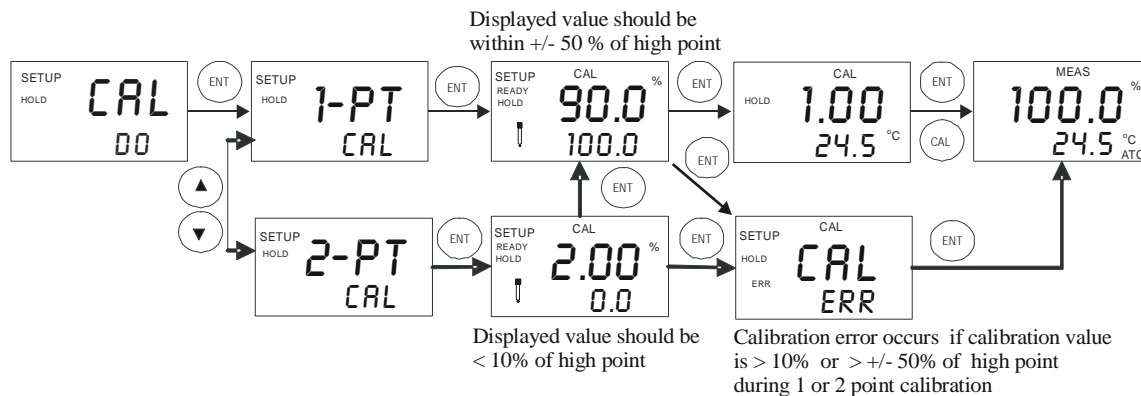 Displayed value should be
within +/- 50 % of high point
SETUP
HOLD
CAL
DO
ENT
SETUP
HOLD
1-PT
CAL
ENT
SETUP
READY
HOLD
CAL
90.0 %
100.0
ENT
CAL
HOLD
1.00
24.5 °C
ENT
CAL
MEAS
100.0 %
24.5 °C
ATC
ENT
ENT
SETUP
HOLD
2-PT
CAL
ENT
SETUP
READY
HOLD
CAL
2.00 %
0.0
ENT
SETUP
HOLD
ERR
CAL
CAL
ERR
ENT
Displayed value should be
< 10% of high point
Calibration error occurs if calibration value
is > 10% or > +/- 50% of high point
during 1 or 2 point calibration